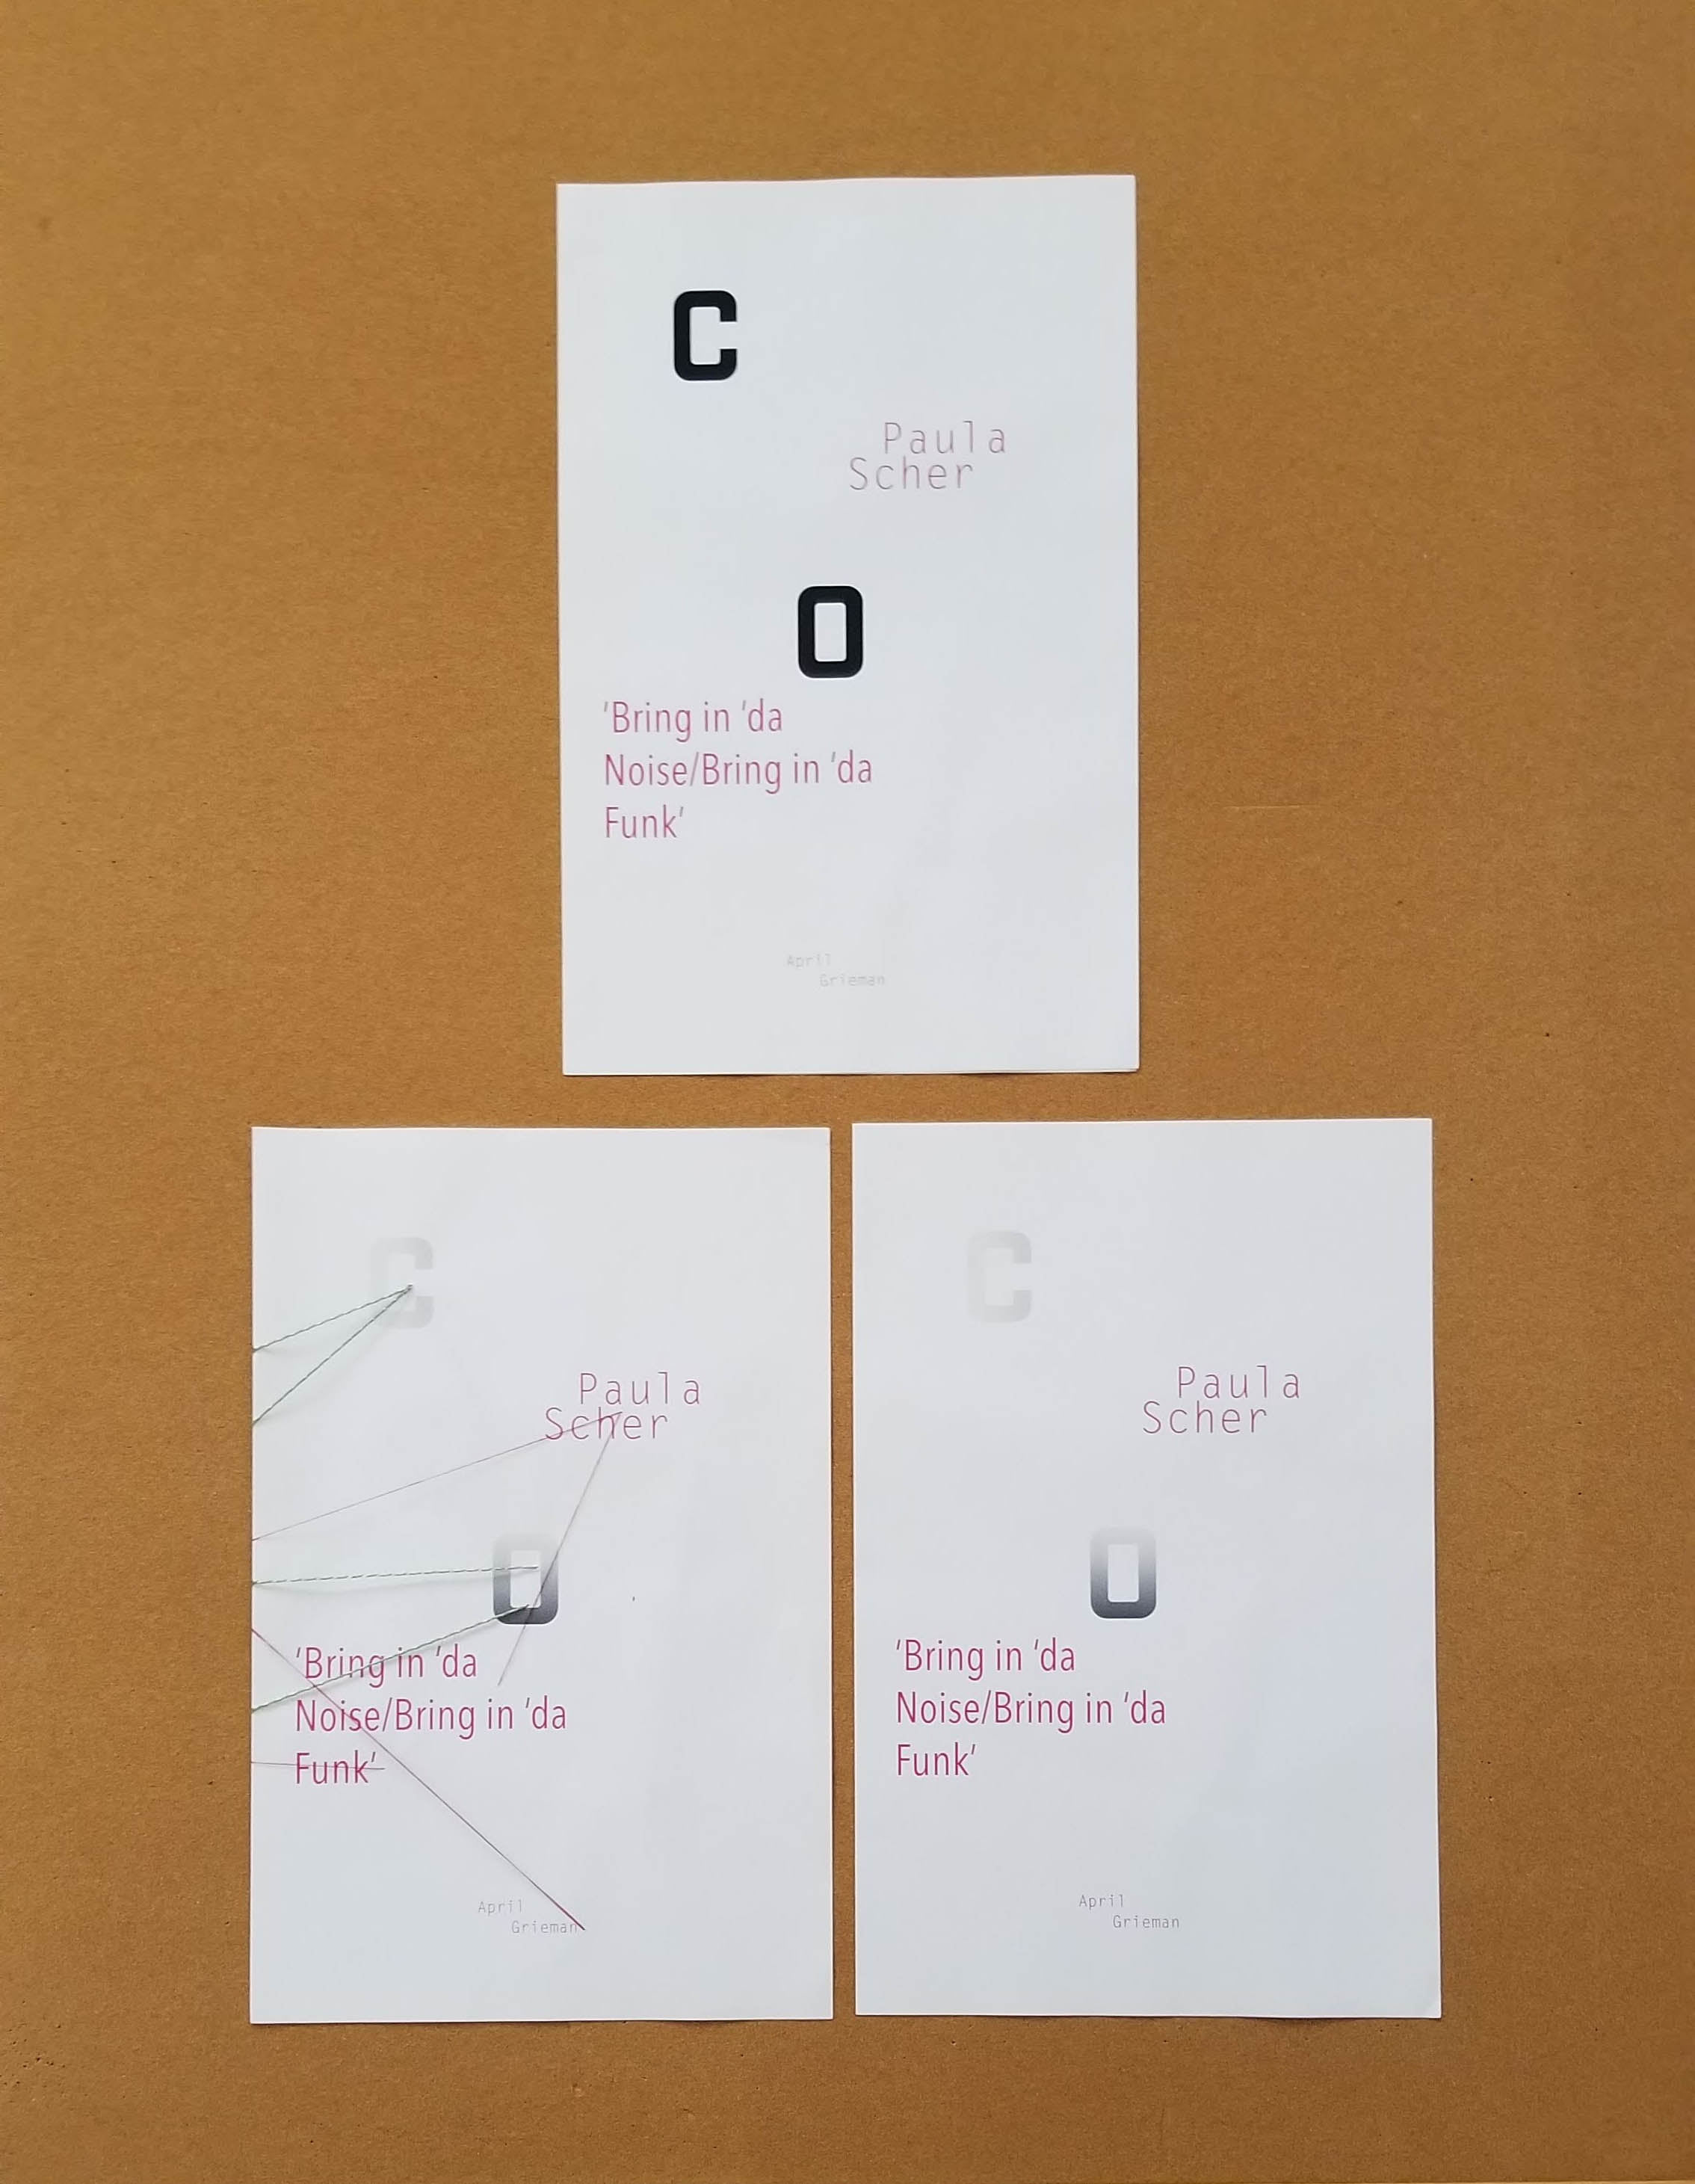 C
Paula
Scher
O
'Bring in 'da
Noise/Bring in 'da
Funk'
April
Grieman
C
Paula
Scher
O
'Bring in 'da
Noise/Bring in 'da
Funk'
April
Grieman
C
Paula
Scher
O
'Bring in 'da
Noise/Bring in 'da
Funk'
April
Grieman